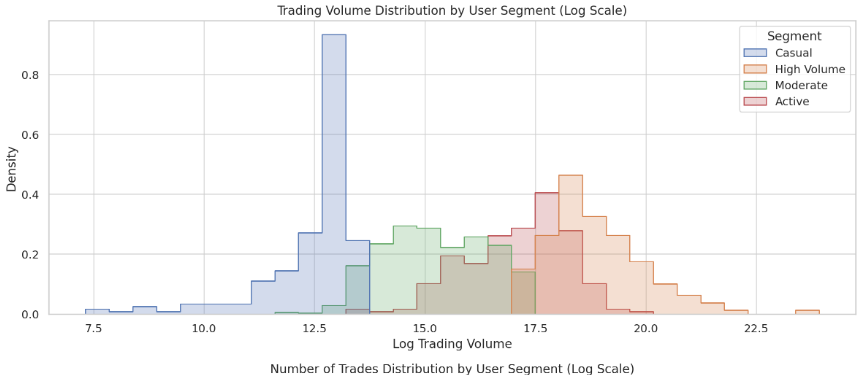 Trading Volume Distribution by User Segment (Log Scale)
Segment
Casual
High Volume
Moderate
Active
Density
0.8
0.6
0.4
0.2
0.0
7.5 10.0 12.5 15.0 17.5 20.0 22.5
Log Trading Volume
Number of Trades Distribution by User Segment (Log Scale)